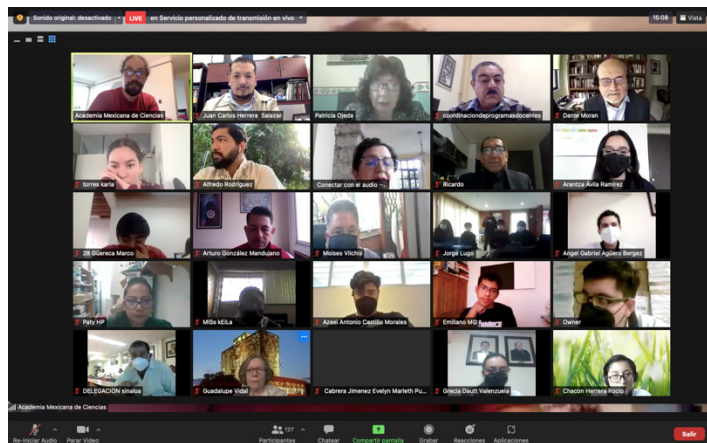 Sonido original: desactivado
LIVE
en Servicio personalizado de transmisión en vivo
15:08
Vista
Academia Mexicana de Ciencias
Juan Carlos Herrera Salazar
Patricia Ojeda
coordinaciondeprogramasdocentes
Dante Moran
torres karla
Alfredo Rodriguez
Conectar con el audio
Ricardo
Arantza Ávila Ramírez
2B Güereca Marco
Arturo González Mandujano
Moises Vilchis
Jorge Lugo
Angel Gabriel Agüera Bergez
Paty HP
MiSs kEiLa
Azael Antonio Castillo Morales
Emiliano MG
Owner
DELEGACION sinaloa
Guadalupe Vidal
Cabrera Jimenez Evelyn Marleth Pu...
Grecia Dautt Valenzuela
Chacon Herrera Rocio
Academia Mexicana de Ciencias
Re-iniciar Audio
Parar Video
127
Participantes
Chatear
Compartir pantalla
Grabar
Reacciones
Aplicaciones
Salir